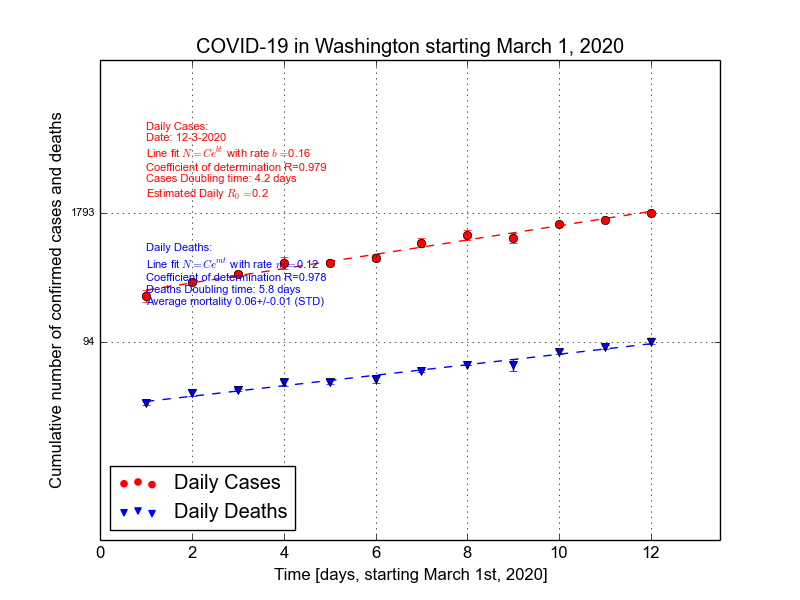 COVID-19 in Washington starting March 1, 2020
Cumulative number of confirmed cases and deaths
Daily Cases:
Date: 12-3-2020
Line fit N=Ce^{bt} with rate b=0.16
Coefficient of determination R=0.979
Cases Doubling time: 4.2 days
Estimated Daily R_0=0.2
1793
Daily Deaths:
Line fit N=Ce^{mt} with rate m=0.12
Coefficient of determination R=0.978
Deaths Doubling time: 5.8 days
Average mortality 0.06+/-0.01 (STD)
94
Daily Cases
Daily Deaths
0 2 4 6 8 10 12
Time [days, starting March 1st, 2020]